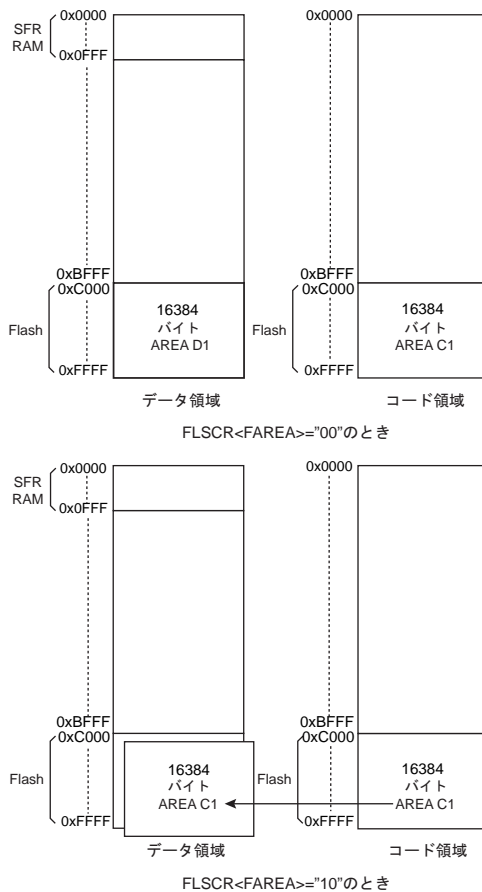 0x0000
SFR
RAM
0x0FFF
0xBFFF
0xC000
Flash
0xFFFF
16384
バイト
AREA D1
データ領域
0x0000
0xBFFF
0xC000
Flash
0xFFFF
16384
バイト
AREA C1
コード領域
FLSCR<FAREA>="00"のとき
0x0000
SFR
RAM
0x0FFF
0xBFFF
0xC000
Flash
0xFFFF
16384
バイト
AREA C1
データ領域
0x0000
0xBFFF
0xC000
Flash
0xFFFF
16384
バイト
AREA C1
コード領域
FLSCR<FAREA>="10"のとき